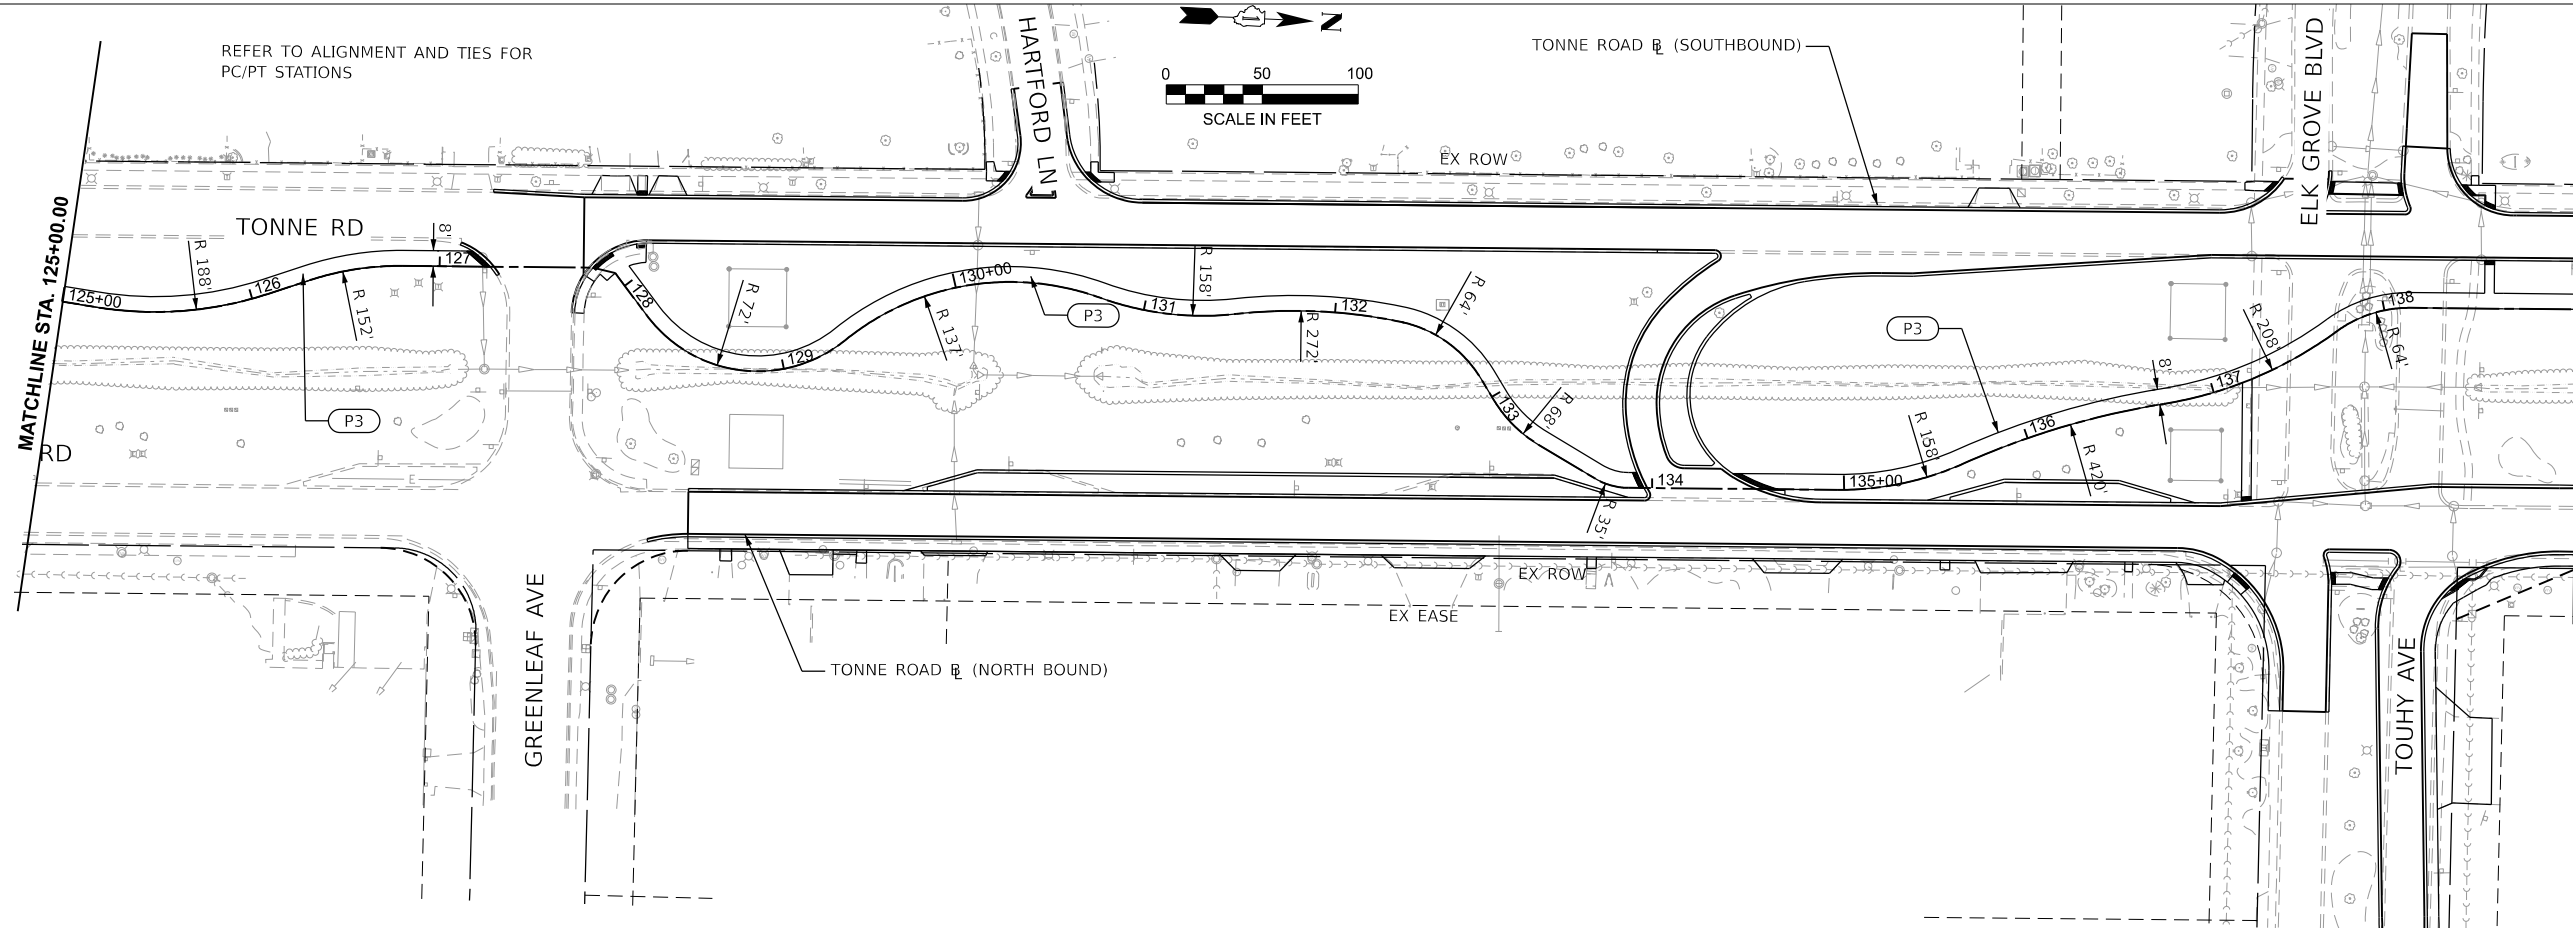 REFER TO ALIGNMENT AND TIES FOR
PC/PT STATIONS
HARTFORD LN
N
0 50 100
SCALE IN FEET
TONNE ROAD BL (SOUTHBOUND)
ELK GROVE BLVD
EX ROW
MATCHLINE STA. 125+00.00
TONNE RD
8'
125+00
R 188'
126
R 152'
127
P3
RD
128
R 72'
129
R 137'
130+00
P3
131
R 158'
R 272'
132
R 64'
133
R 68'
R 35'
134
135+00
R 158'
P3
136
R 420'
8'
137
R 208'
138
R 64'
E
GREENLEAF AVE
EX ROW
EX EASE
TONNE ROAD BL (NORTH BOUND)
TOUHY AVE